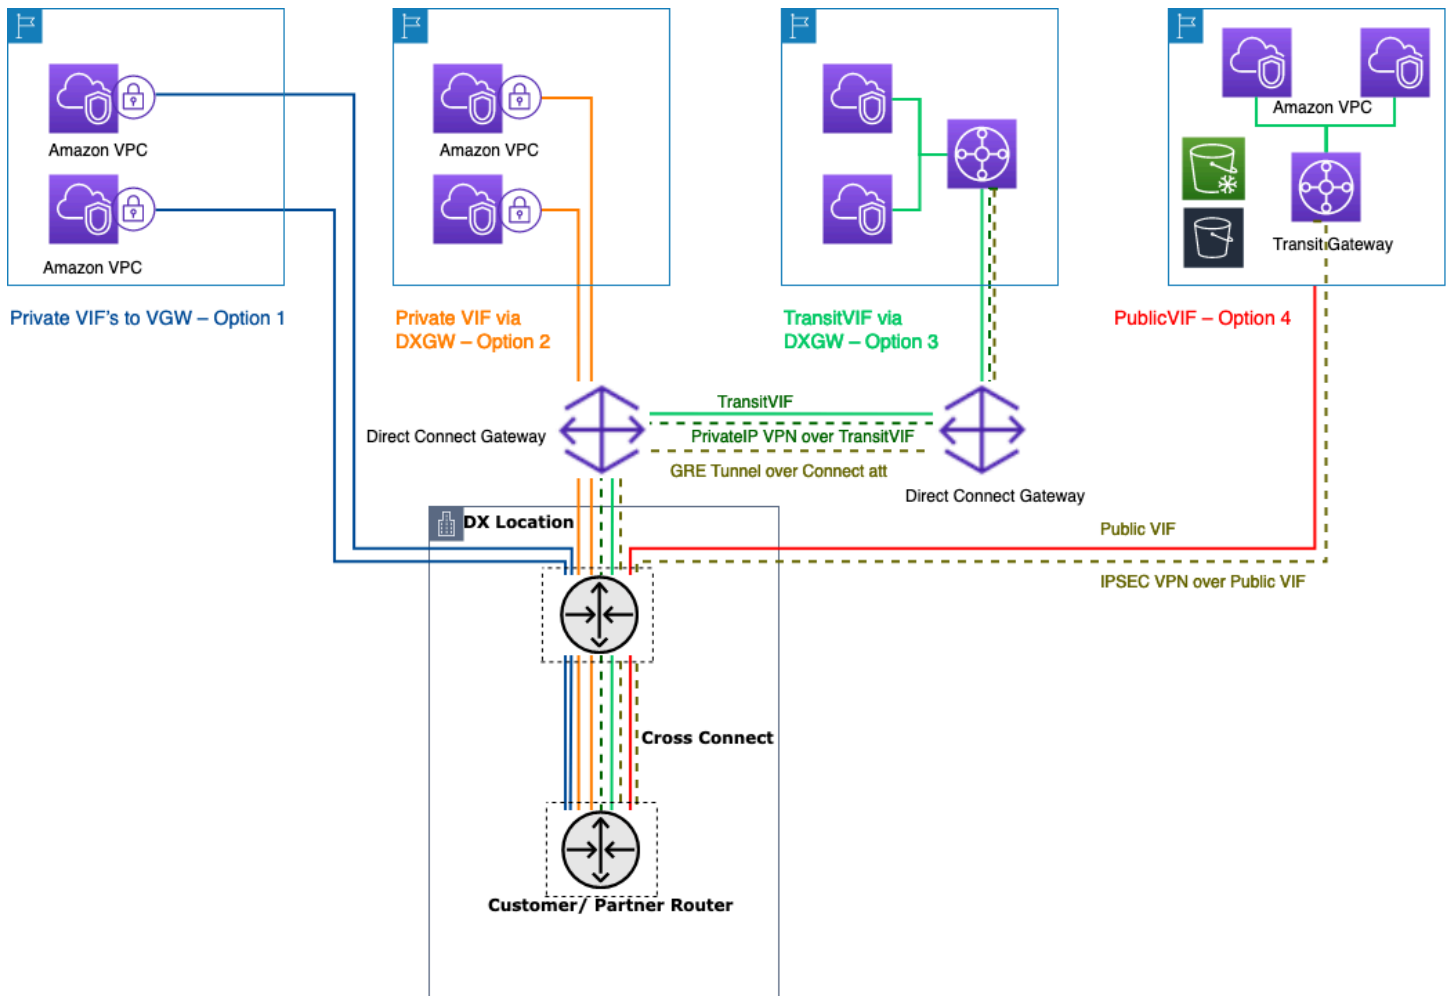 Amazon VPC
Amazon VPC
Amazon VPC
Amazon VPC
Transit Gateway
Private VIF's to VGW – Option 1
Private VIF via
DXGW – Option 2
TransitVIF via
DXGW – Option 3
PublicVIF – Option 4
TransitVIF
Direct Connect Gateway
PrivateIP VPN over TransitVIF
GRE Tunnel over Connect att
Direct Connect Gateway
DX Location
Public VIF
IPSEC VPN over Public VIF
Cross Connect
Customer/ Partner Router